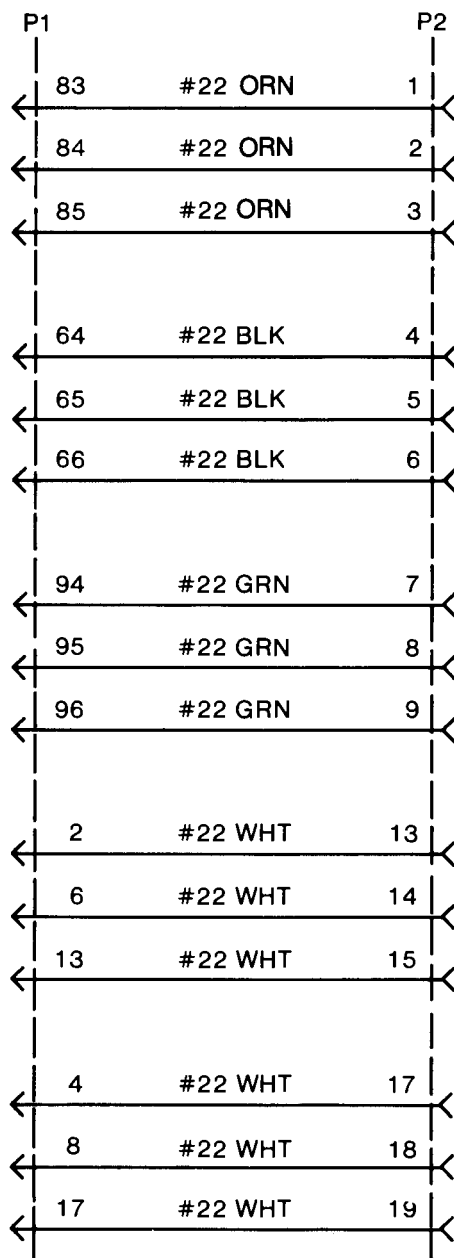 P1 P2
83 #22 ORN 1
84 #22 ORN 2
85 #22 ORN 3
64 #22 BLK 4
65 #22 BLK 5
66 #22 BLK 6
94 #22 GRN 7
95 #22 GRN 8
96 #22 GRN 9
2 #22 WHT 13
6 #22 WHT 14
13 #22 WHT 15
4 #22 WHT 17
8 #22 WHT 18
17 #22 WHT 19